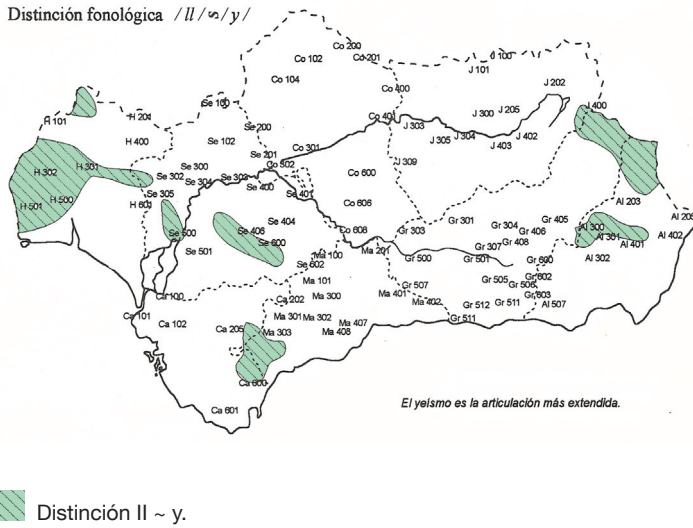 Distinción fonológica /ll/ᔕ/y/
Co 200
Co 102
Co 201
J 100
J 101
Co 104
J 202
Co 400
Se 100
J 400
H 101
H 201
Co 401
J 300
J 205
Se 200
J 303
H 400
Se 102
J 305
J 304
J 402
J 403
Co 301
Se 201
Co 502
J 309
H 301
Se 300
H 302
Se 302
Se 304
Se 303
Se 400
Co 600
Se 305
Se 401
Al 203
H 500
H 501
H 601
Co 606
Al 205
Se 404
Gr 301
Gr 405
Gr 304
Al 300
Se 500
Se 406
Co 608
Gr 303
Gr 406
Al 301
Al 402
Se 600
Gr 408
Al 401
Gr 307
Se 501
Ma 100
Ma 201
Gr 500
Gr 501
Gr 600
Al 302
Se 602
Ma 101
Gr 505
Gr 602
Gr 506
Gr 507
Ca 100
Ca 202
Ma 300
Ma 401
Ma 402
Gr 512
Gr 511
Gr 603
Al 507
Ca 101
Ma 301
Ma 302
Gr 511
Ca 102
Ca 205
Ma 303
Ma 407
Ma 408
Ca 600
Ca 601
El yeísmo es la articulación más extendida.
Distinción II ~ y.